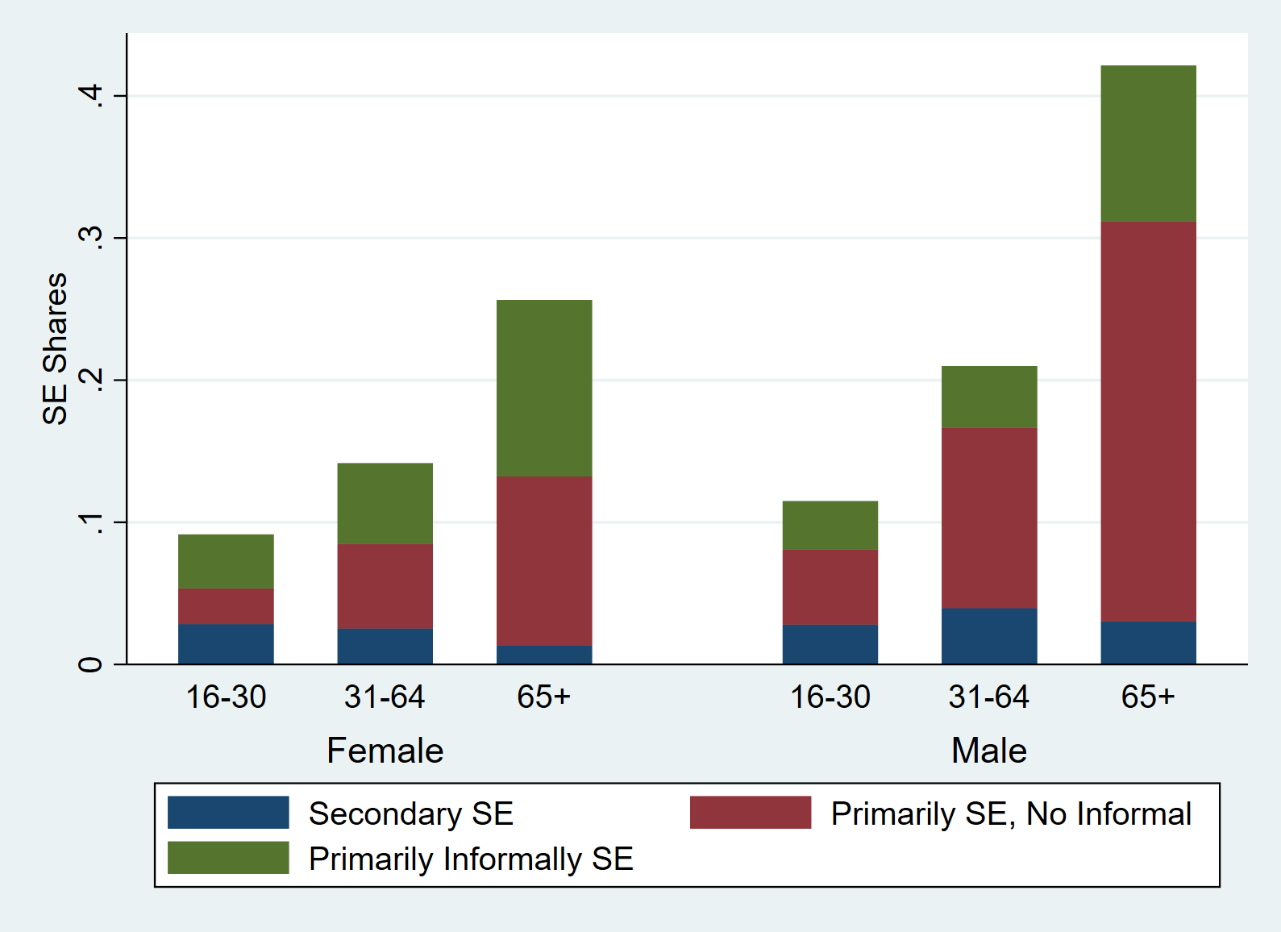 SE Shares
.4
.3
.2
.1
0
16-30 31-64 65+ 16-30 31-64 65+
Female Male
Secondary SE Primarily SE, No Informal
Primarily Informally SE